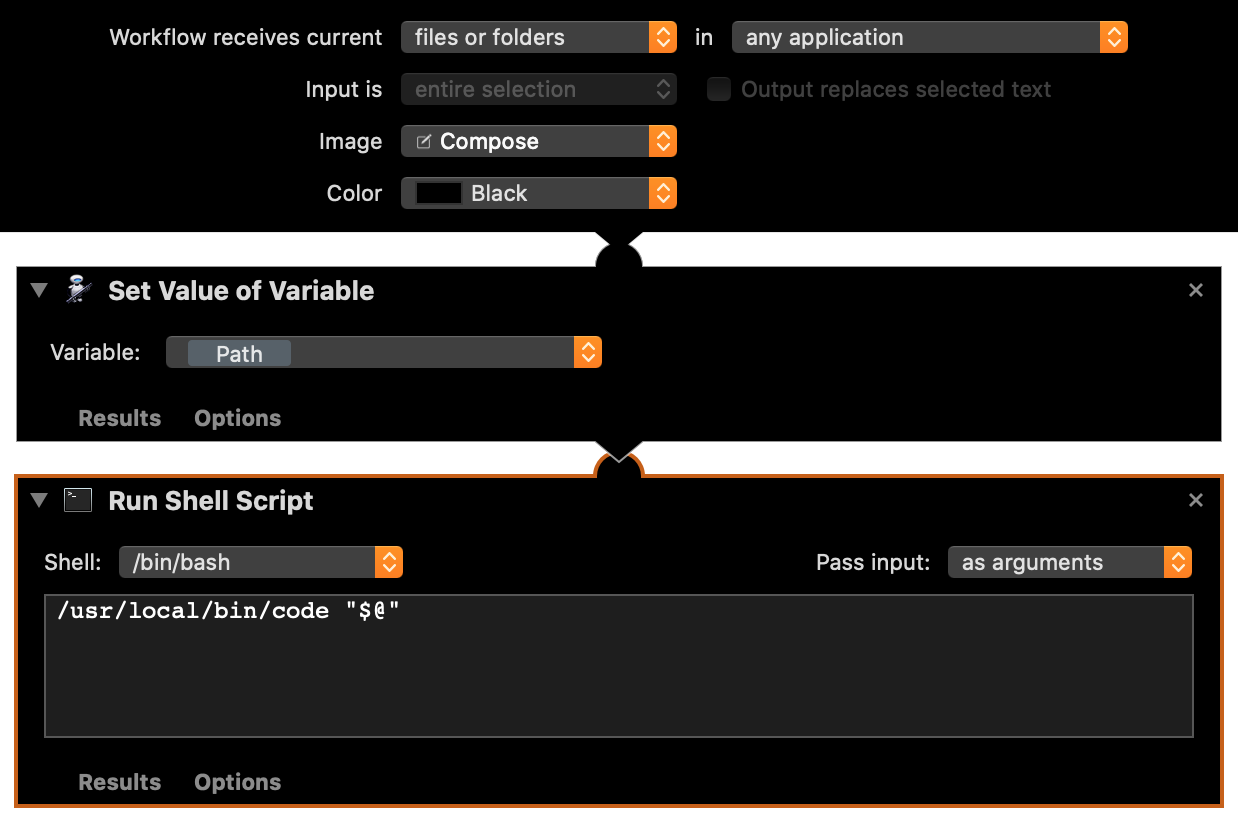 Workflow receives current files or folders in any application
Input is entire selection Output replaces selected text
Image Compose
Color Black
Set Value of Variable
Variable: Path
Results Options
Run Shell Script
Shell: /bin/bash Pass input: as arguments
/usr/local/bin/code "$@"
Results Options